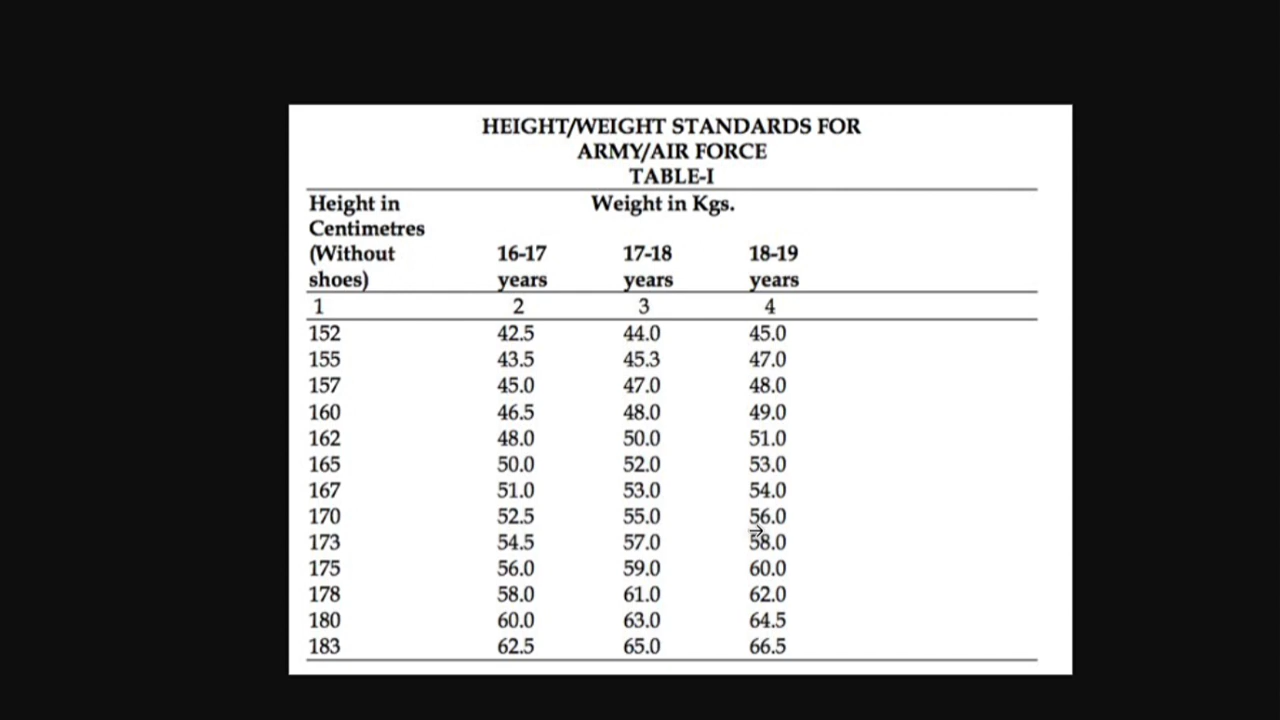 HEIGHT/WEIGHT STANDARDS FOR
ARMY/AIR FORCE
TABLE-I
Height in Weight in Kgs.
Centimetres
(Without 16-17 17-18 18-19
shoes) years years years
1 2 3 4
152 42.5 44.0 45.0
155 43.5 45.3 47.0
157 45.0 47.0 48.0
160 46.5 48.0 49.0
162 48.0 50.0 51.0
165 50.0 52.0 53.0
167 51.0 53.0 54.0
170 52.5 55.0 56.0
173 54.5 57.0 58.0
175 56.0 59.0 60.0
178 58.0 61.0 62.0
180 60.0 63.0 64.5
183 62.5 65.0 66.5